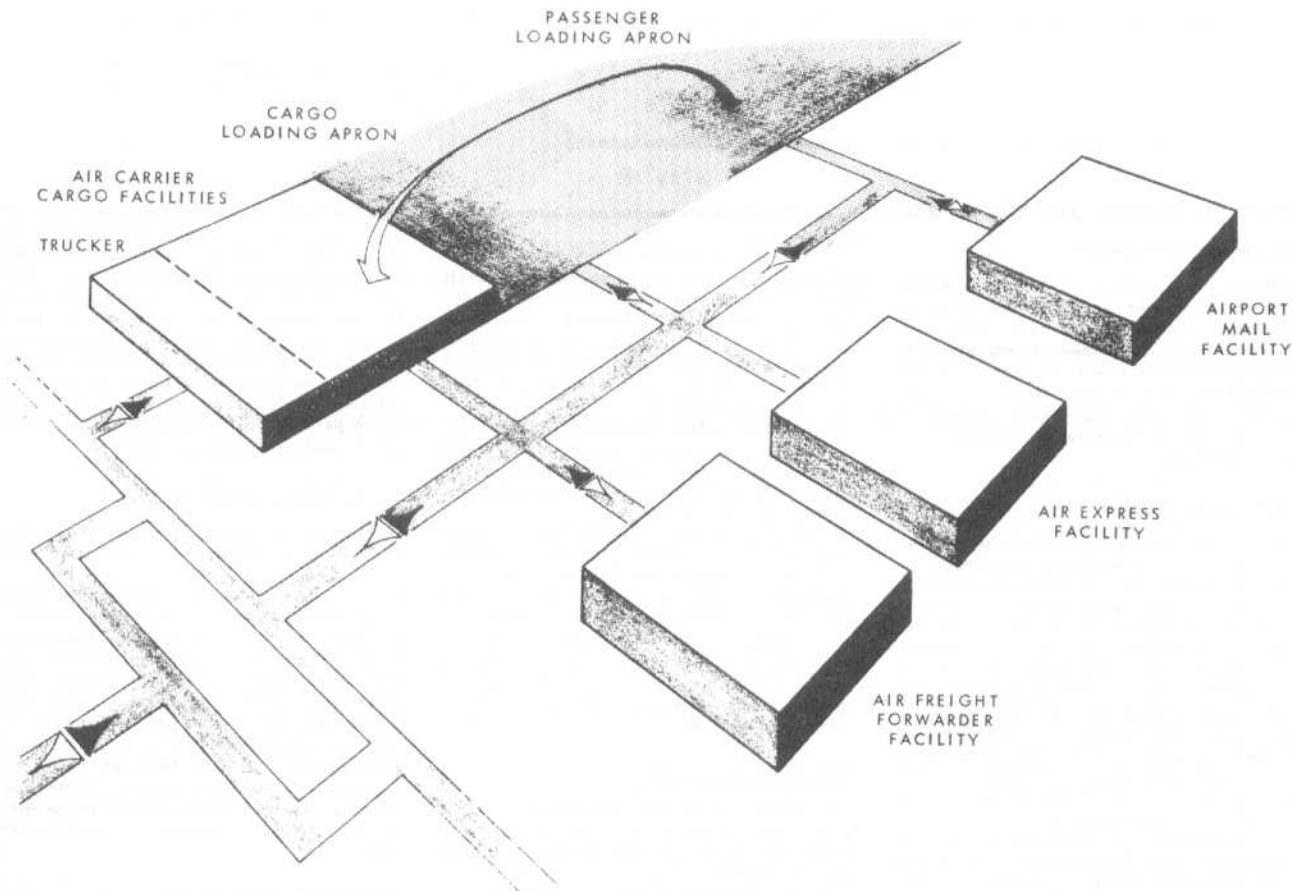 PASSENGER
LOADING APRON
CARGO
LOADING APRON
AIR CARRIER
CARGO FACILITIES
TRUCKER
AIRPORT
MAIL
FACILITY
AIR EXPRESS
FACILITY
AIR FREIGHT
FORWARDER
FACILITY